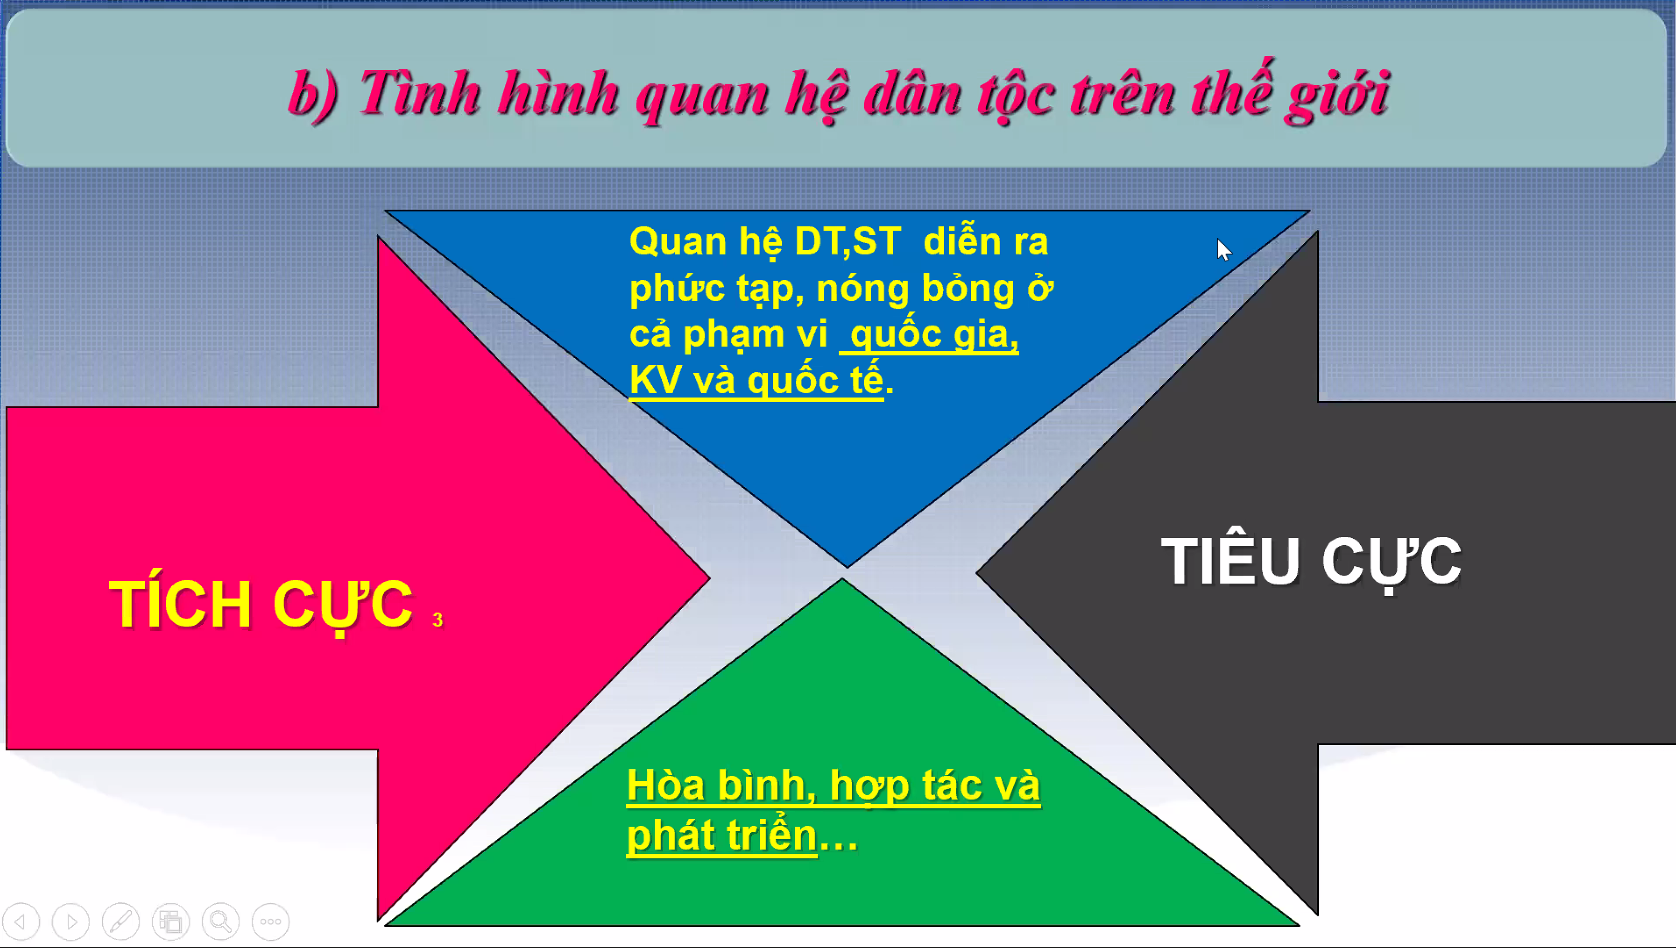 b) Tình hình quan hệ dân tộc trên thế giới
Quan hệ DT,ST diễn ra
phức tạp, nóng bỏng ở
cả phạm vi quốc gia,
KV và quốc tế.
TÍCH CỰC 3
TIÊU CỰC
Hòa bình, hợp tác và
phát triển...